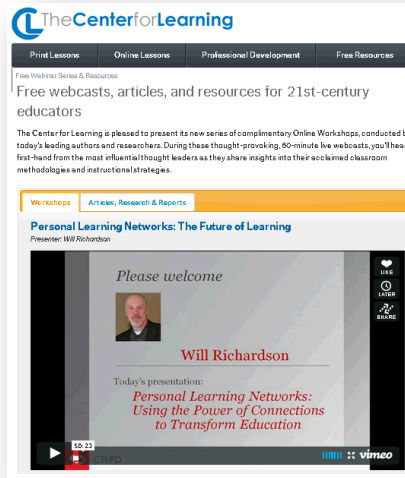 TheCenterforLearning
Print Lessons Online Lessons Professional Development Free Resources
Free Webinar Series & Resources
Free webcasts, articles, and resources for 21st-century
educators
The Center for Learning is pleased to present its new series of complimentary Online Workshops, conducted b
today's leading authors and researchers. During these thought-provoking, 60-minute live webcasts, you'll hea
first-hand from the most influential thought leaders as they share insights into their acclaimed classroom
methodologies and instructional strategies.
Workshops Articles, Research & Reports
Personal Learning Networks: The Future of Learning
Presenter: Will Richardson
Please welcome
LIKE
LATER
SHARE
Will Richardson
Today's presentation:
Personal Learning Networks:
Using the Power of Connections
to Transform Education
58:23
CFLPD
vimeo